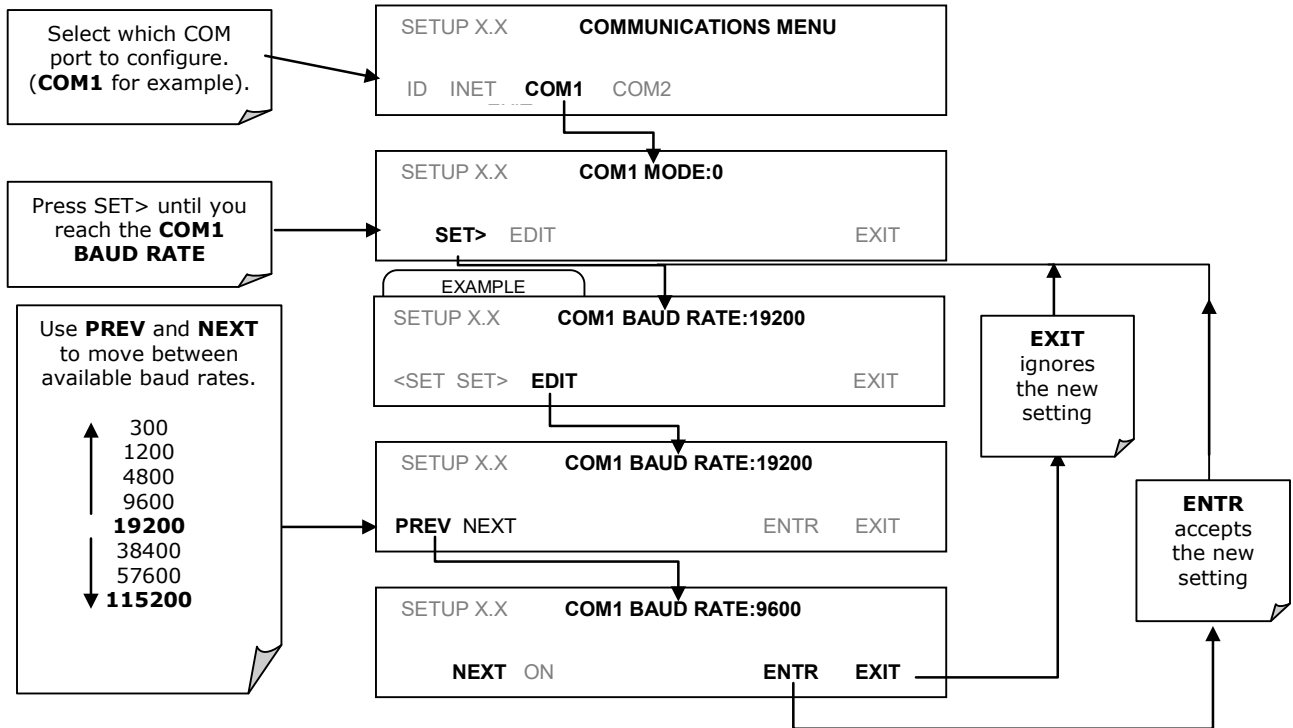 Select which COM
port to configure.
(COM1 for example).
SETUP X.X COMMUNICATIONS MENU
ID INET COM1 COM2
Press SET> until you
reach the COM1
BAUD RATE
SETUP X.X COM1 MODE:0
SET> EDIT EXIT
EXAMPLE
SETUP X.X COM1 BAUD RATE:19200
<SET SET> EDIT EXIT
Use PREV and NEXT
to move between
available baud rates.
300
1200
4800
9600
19200
38400
57600
115200
SETUP X.X COM1 BAUD RATE:19200
PREV NEXT ENTR EXIT
SETUP X.X COM1 BAUD RATE:9600
NEXT ON ENTR EXIT
EXIT
ignores
the new
setting
ENTR
accepts
the new
setting